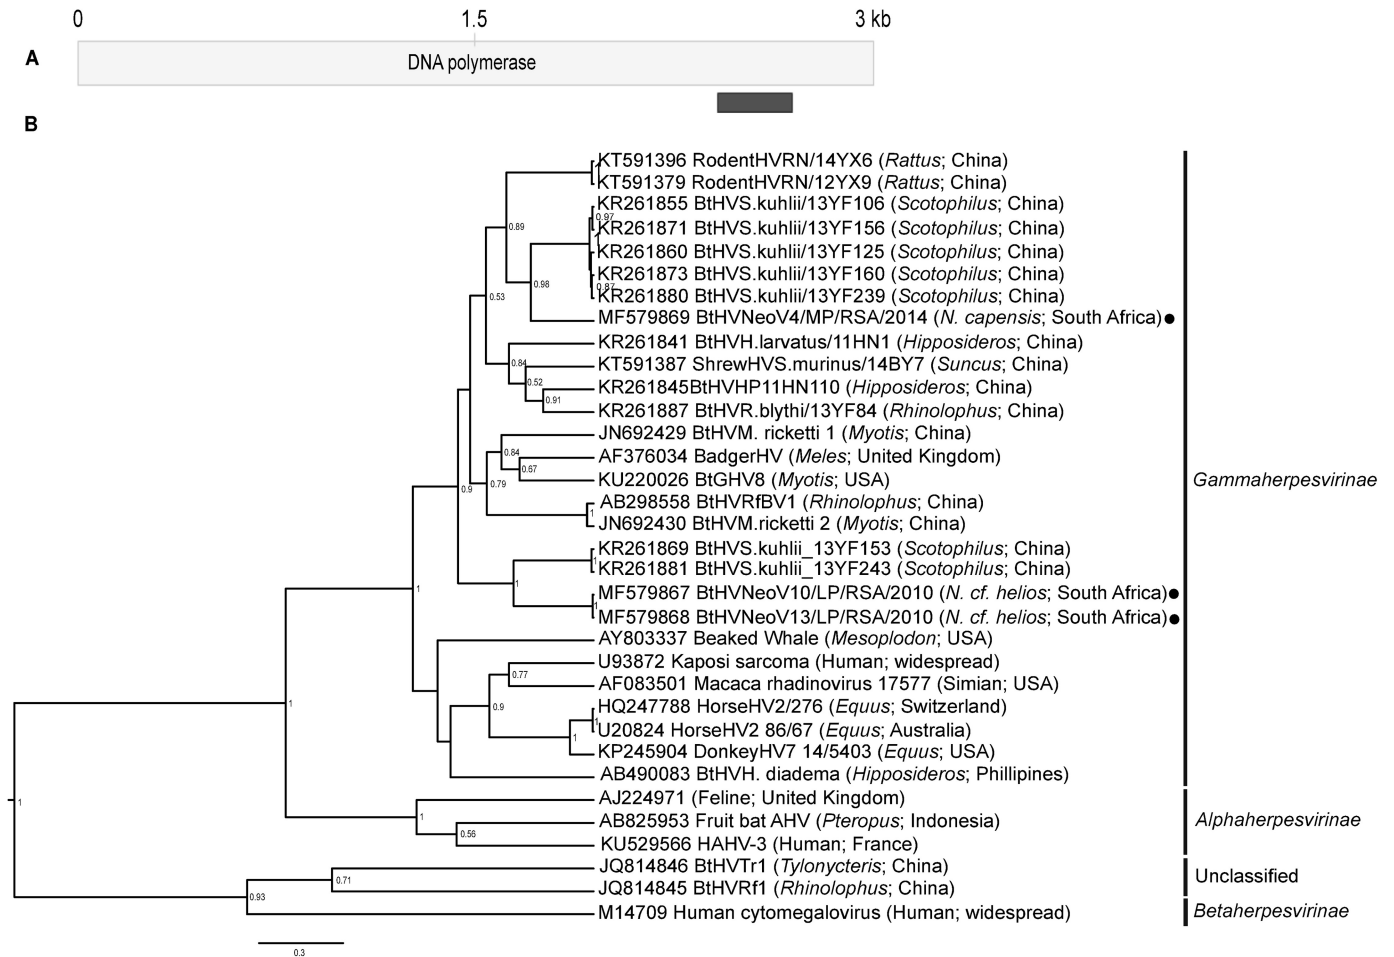 0 1.5 3 kb
A
DNA polymerase
B
KT591396 RodentHVRN/14YX6 (Rattus; China)
1
KT591379 RodentHVRN/12YX9 (Rattus; China)
KR261855 BtHVS.kuhlii/13YF106 (Scotophilus; China)
0.97
0.89
KR261871 BtHVS.kuhlii/13YF156 (Scotophilus; China)
1
KR261860 BtHVS.kuhlii/13YF125 (Scotophilus; China)
KR261873 BtHVS.kuhlii/13YF160 (Scotophilus; China)
0.98
0.87
KR261880 BtHVS.kuhlii/13YF239 (Scotophilus; China)
0.53
MF579869 BtHVNeoV4/MP/RSA/2014 (N. capensis; South Africa)
KR261841 BtHVH.larvatus/11HN1 (Hipposideros; China)
0.84
KT591387 ShrewHVS.murinus/14BY7 (Suncus; China)
0.52
KR261845BtHVHP11HN110 (Hipposideros; China)
0.91
KR261887 BtHVR.blythi/13YF84 (Rhinolophus; China)
JN692429 BtHVM. ricketti 1 (Myotis; China)
0.84
AF376034 BadgerHV (Meles; United Kingdom)
0.67
KU220026 BtGHV8 (Myotis; USA)
0.9
0.79
AB298558 BtHVRfBV1 (Rhinolophus; China)
1
JN692430 BtHVM.ricketti 2 (Myotis; China)
KR261869 BtHVS.kuhlii_13YF153 (Scotophilus; China)
1
KR261881 BtHVS.kuhlii_13YF243 (Scotophilus; China)
1
1
MF579867 BtHVNeoV10/LP/RSA/2010 (N. cf. helios; South Africa)
1
MF579868 BtHVNeoV13/LP/RSA/2010 (N. cf. helios; South Africa)
AY803337 Beaked Whale (Mesoplodon; USA)
U93872 Kaposi sarcoma (Human; widespread)
0.77
AF083501 Macaca rhadinovirus 17577 (Simian; USA)
1
0.9
HQ247788 HorseHV2/276 (Equus; Switzerland)
1
U20824 HorseHV2 86/67 (Equus; Australia)
1
KP245904 DonkeyHV7 14/5403 (Equus; USA)
AB490083 BtHVH. diadema (Hipposideros; Phillipines)
Gammaherpesvirinae
1
AJ224971 (Feline; United Kingdom)
1
AB825953 Fruit bat AHV (Pteropus; Indonesia)
0.56
KU529566 HAHV-3 (Human; France)
Alphaherpesvirinae
JQ814846 BtHVTr1 (Tylonycteris; China)
0.71
JQ814845 BtHVRf1 (Rhinolophus; China)
Unclassified
0.93
M14709 Human cytomegalovirus (Human; widespread)
Betaherpesvirinae
0.3